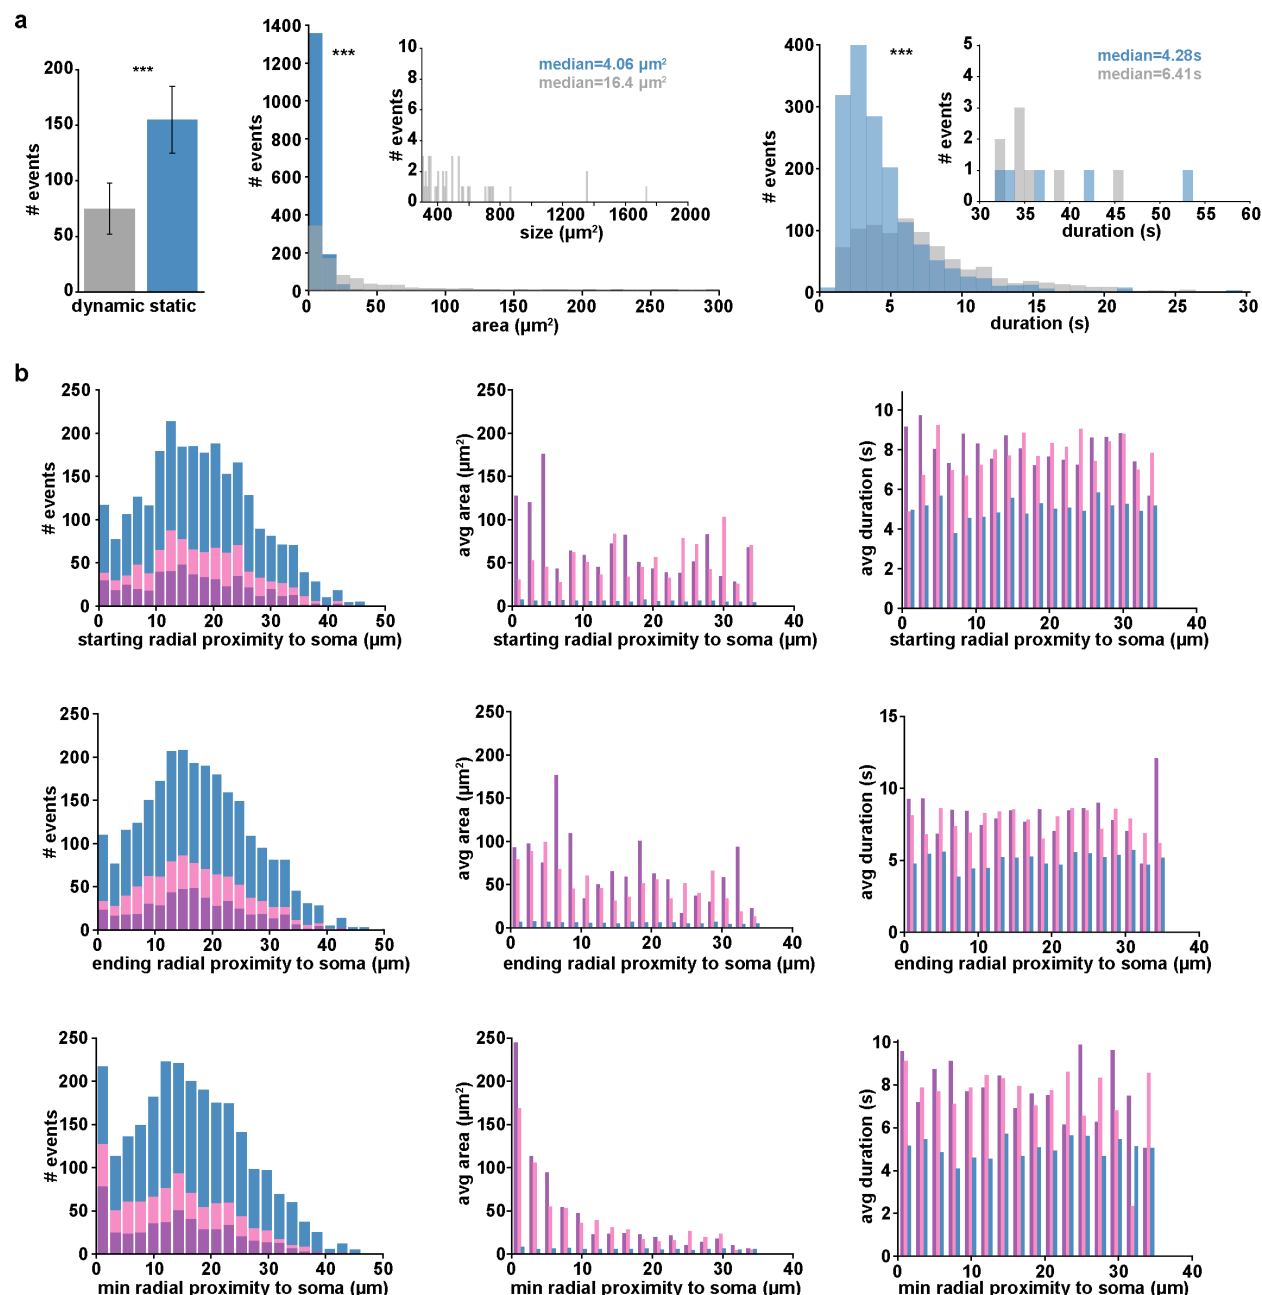 a
***
# events
200
150
100
50
0
dynamic static
***
# events
1400
1200
1000
800
600
400
200
0
0 50 100 150 200 250 300
area (µm²)
# events
10
8
6
4
2
0
400 800 1200 1600 2000
size (µm²)
median=4.06 µm²
median=16.4 µm²
***
# events
400
300
200
100
0
0 5 10 15 20 25 30
duration (s)
# events
5
4
3
2
1
0
30 35 40 45 50 55 60
duration (s)
median=4.28s
median=6.41s
b
# events
250
200
150
100
50
0
0 10 20 30 40 50
starting radial proximity to soma (µm)
avg area (µm²)
250
200
150
100
50
0
0 10 20 30 40
starting radial proximity to soma (µm)
avg duration (s)
10
8
6
4
2
0
0 10 20 30 40
starting radial proximity to soma (µm)
# events
250
200
150
100
50
0
0 10 20 30 40 50
ending radial proximity to soma (µm)
avg area (µm²)
250
200
150
100
50
0
0 10 20 30 40
ending radial proxmity to soma (µm)
avg duration (s)
15
10
5
0
0 10 20 30 40
ending radial proximity to soma (µm)
# events
250
200
150
100
50
0
0 10 20 30 40 50
min radial proximity to soma (µm)
avg area (µm²)
250
200
150
100
50
0
0 10 20 30 40
min radial proximity to soma (µm)
avg duration (s)
10
8
6
4
2
0
0 10 20 30 40
min radial proximity to soma (µm)